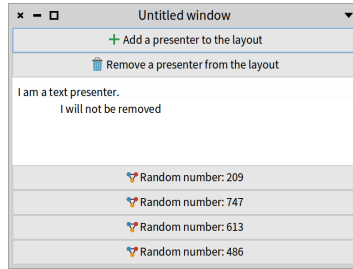 Untitled window
Add a presenter to the layout
Remove a presenter from the layout
I am a text presenter.
I will not be removed
Random number: 209
Random number: 747
Random number: 613
Random number: 486